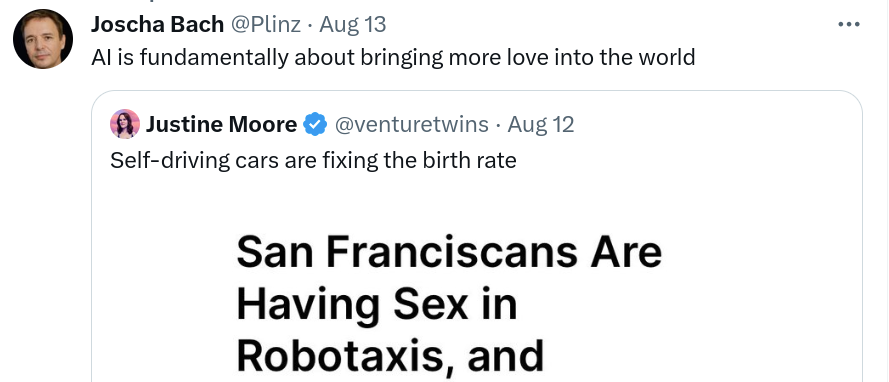 Joscha Bach @Plinz · Aug 13
AI is fundamentally about bringing more love into the world
Justine Moore @venturetwins · Aug 12
Self-driving cars are fixing the birth rate
San Franciscans Are
Having Sex in
Robotaxis, and